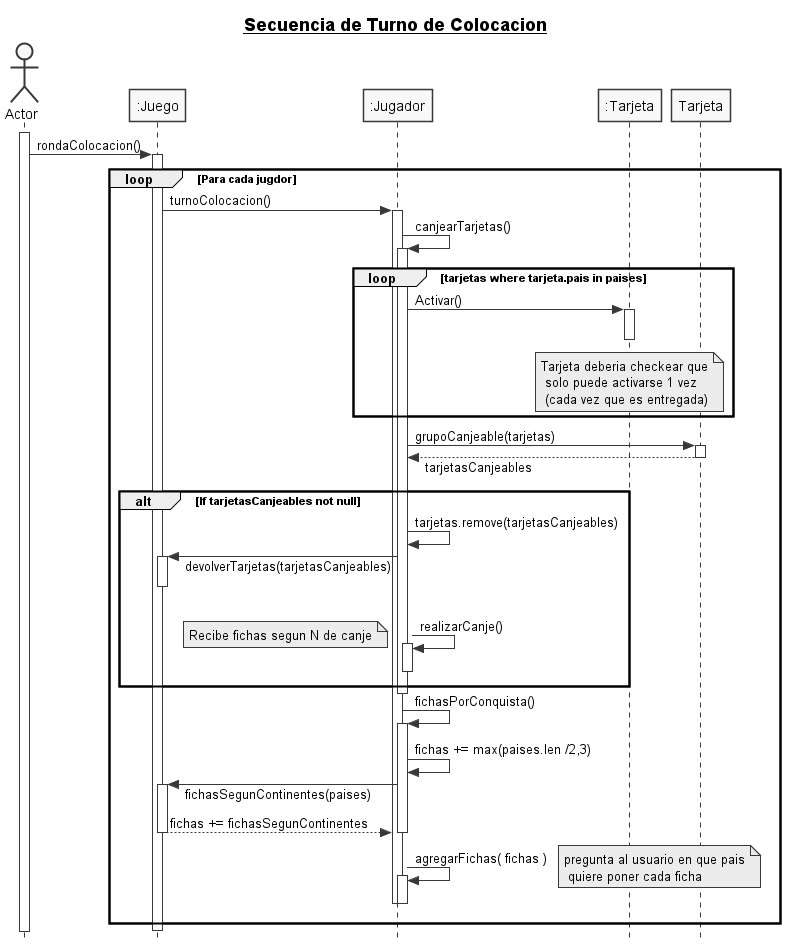 Secuencia de Turno de Colocacion
Actor
:Juego
:Jugador
:Tarjeta
Tarjeta
rondaColocacion()
loop
[Para cada jugdor]
turnoColocacion()
canjearTarjetas()
loop
[tarjetas where tarjeta.pais in paises]
Activar()
Tarjeta deberia checkear que
solo puede activarse 1 vez
(cada vez que es entregada)
grupoCanjeable(tarjetas)
tarjetasCanjeables
alt
[If tarjetasCanjeables not null]
tarjetas.remove(tarjetasCanjeables)
devolverTarjetas(tarjetasCanjeables)
Recibe fichas segun N de canje
realizarCanje()
fichasPorConquista()
fichas += max(paises.len /2,3)
fichasSegunContinentes(paises)
fichas += fichasSegunContinentes
agregarFichas( fichas )
pregunta al usuario en que pais
quiere poner cada ficha